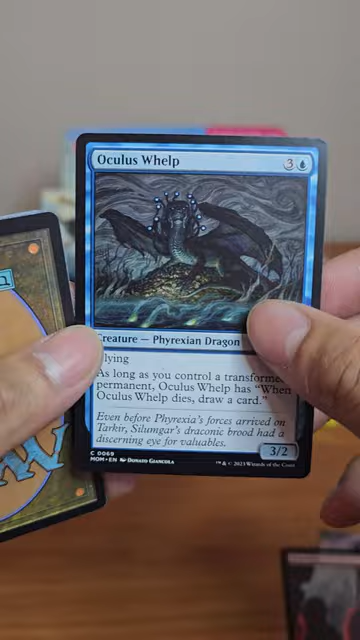 Oculus Whelp 3
Creature — Phyrexian Dragon
lying
As long as you control a transforme
permanent, Oculus Whelp has “When
Oculus Whelp dies, draw a card.”
Even before Phyrexia's forces arrived on
Tarkir, Silumgar's draconic brood had a
discerning eye for valuables.
3/2
C 0069
MOM • EN Donato Giancola
™ & © 2023 Wizards of the Coast